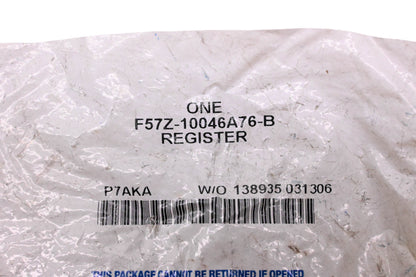 ONE
F57Z-10046A76-B
REGISTER
P7AKA W/O 138935 031306
THIS PACKAGE CANNOT BE RETURNED IF OPENED